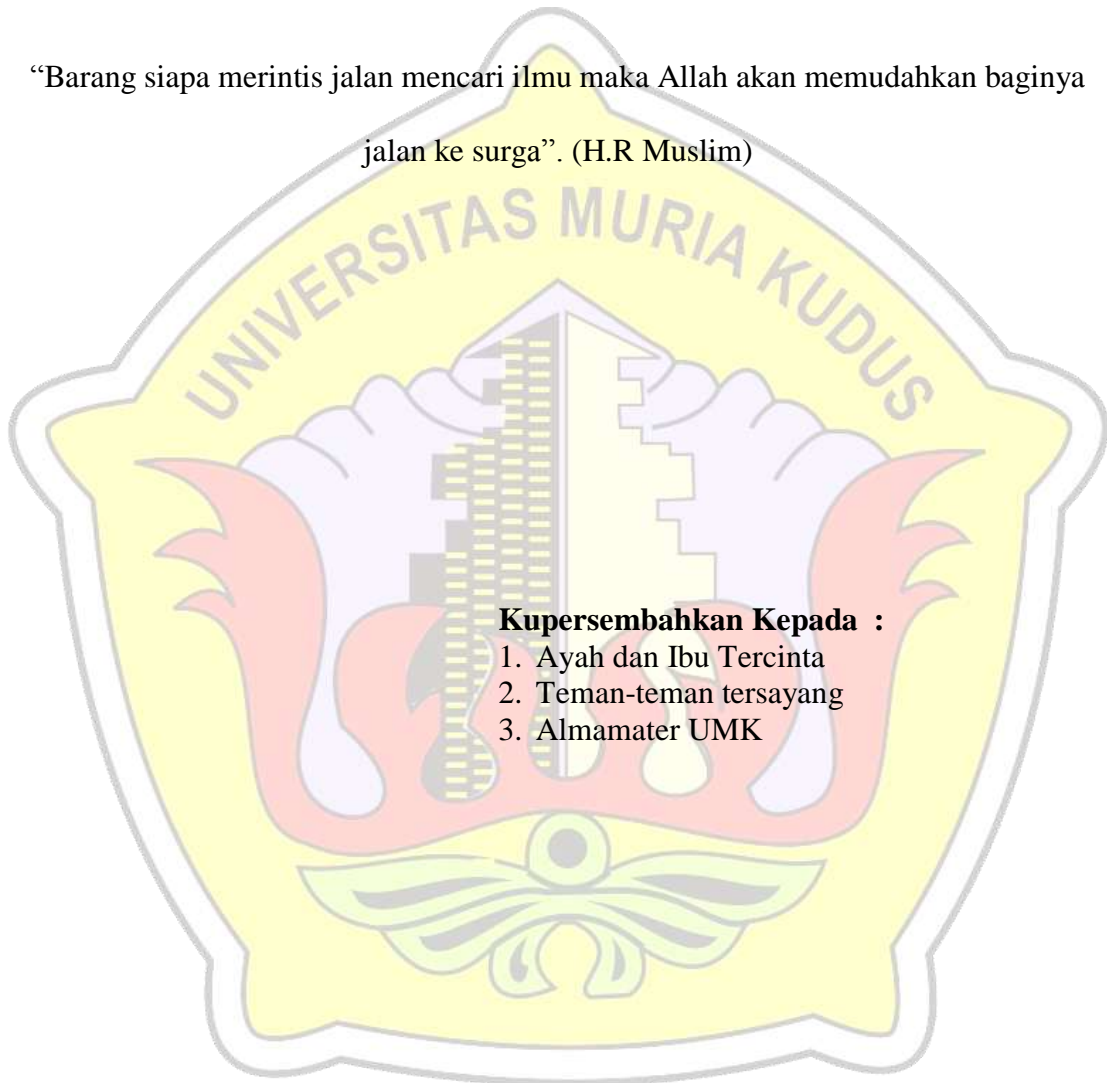 “Barang siapa merintis jalan mencari ilmu maka Allah akan memudahkan baginya
jalan ke surga”. (H.R Muslim)
UNIVERSITAS MURIA KUDUS
Kupersembahkan Kepada :
1. Ayah dan Ibu Tercinta
2. Teman-teman tersayang
3. Almamater UMK